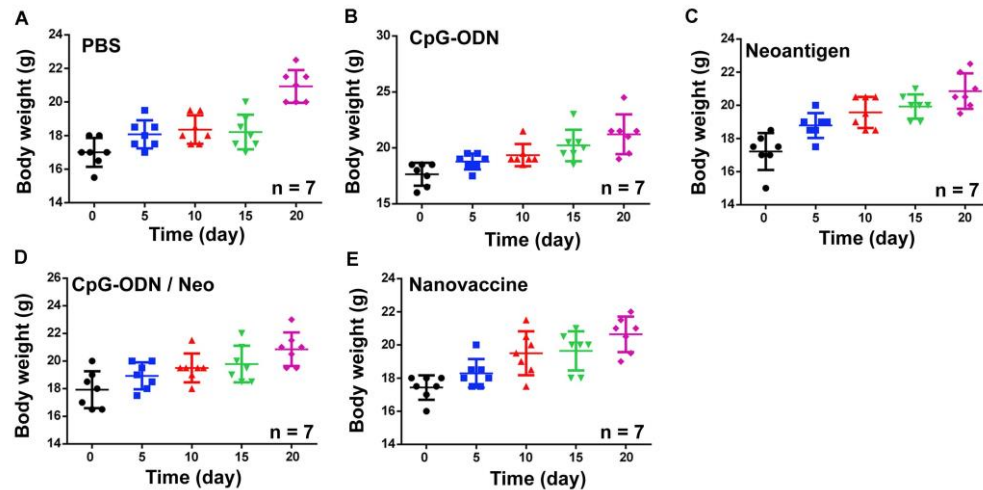 A
PBS
Body weight (g)
22
20
18
16
14
0 5 10 15 20
Time (day)
n = 7
B
CpG-ODN
Body weight (g)
30
25
20
15
0 5 10 15 20
Time (day)
n = 7
C
Neoantigen
Body weight (g)
24
22
20
18
16
14
0 5 10 15 20
Time (day)
n = 7
D
CpG-ODN / Neo
Body weight (g)
26
24
22
20
18
16
14
0 5 10 15 20
Time (day)
n = 7
E
Nanovaccine
Body weight (g)
24
22
20
18
16
14
0 5 10 15 20
Time (day)
n = 7